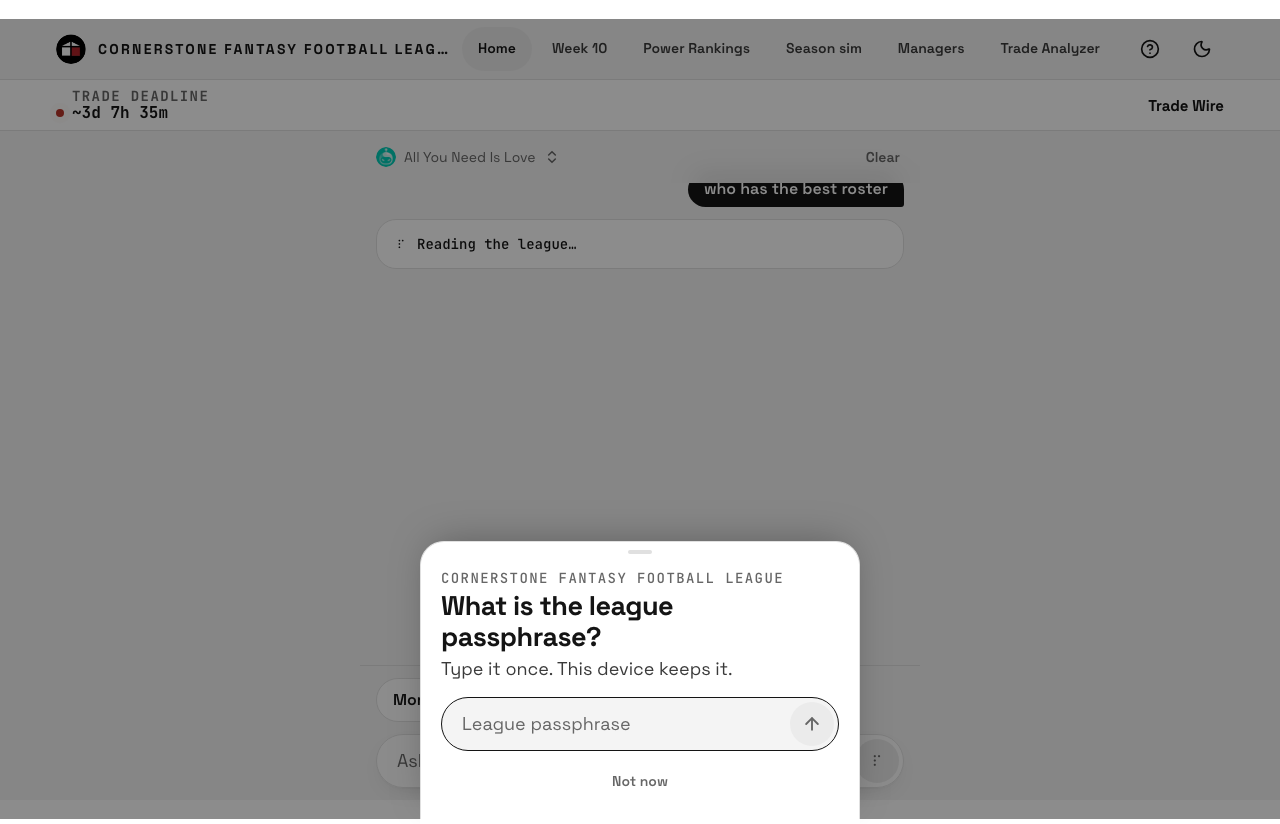 CORNERSTONE FANTASY FOOTBALL LEAG…
Home
Week 10
Power Rankings
Season sim
Managers
Trade Analyzer
TRADE DEADLINE
~3d 7h 35m
Trade Wire
All You Need Is Love
Clear
who has the best roster
Reading the league…
CORNERSTONE FANTASY FOOTBALL LEAGUE
What is the league
passphrase?
Type it once. This device keeps it.
League passphrase
Not now